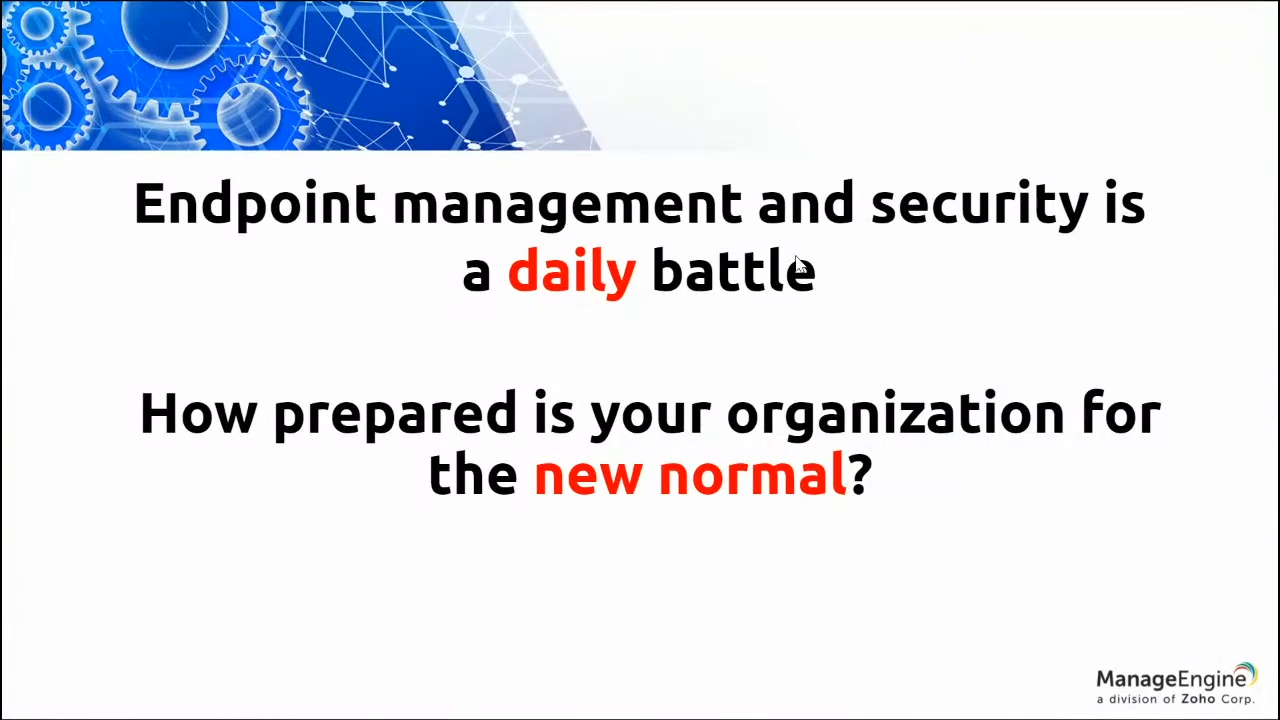 Endpoint management and security is
a daily battle
How prepared is your organization for
the new normal?
ManageEngine
a division of Zoho Corp.